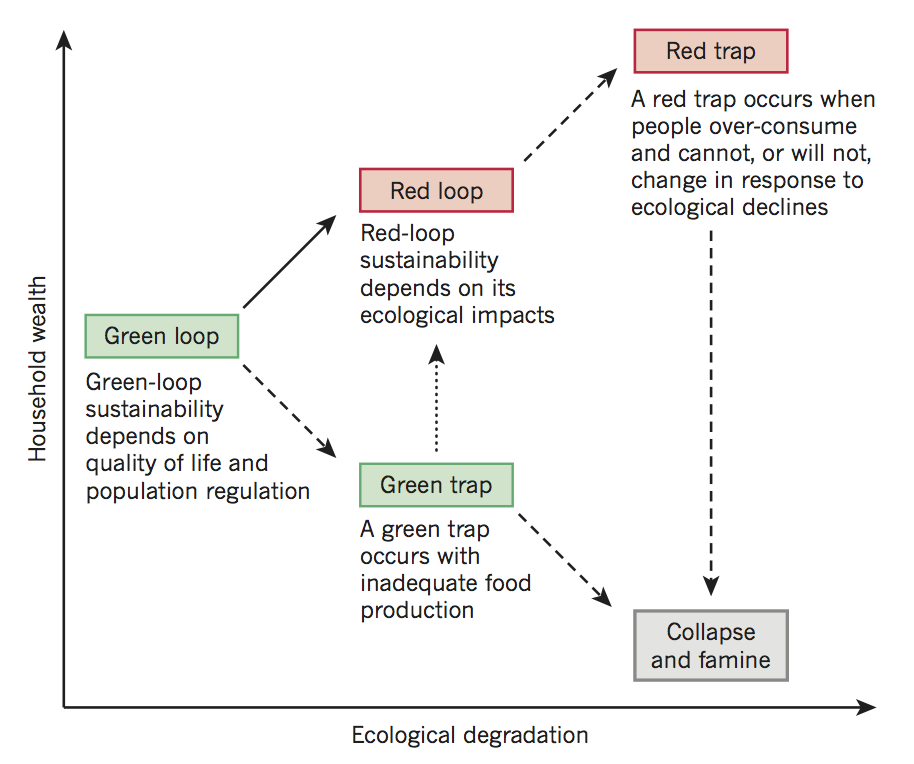 Red trap
A red trap occurs when
people over-consume
and cannot, or will not,
change in response to
ecological declines
Red loop
Red-loop
sustainability
depends on its
ecological impacts
Green loop
Green-loop
sustainability
depends on
quality of life and
population regulation
Green trap
A green trap
occurs with
inadequate food
production
Collapse
and famine
Household wealth
Ecological degradation